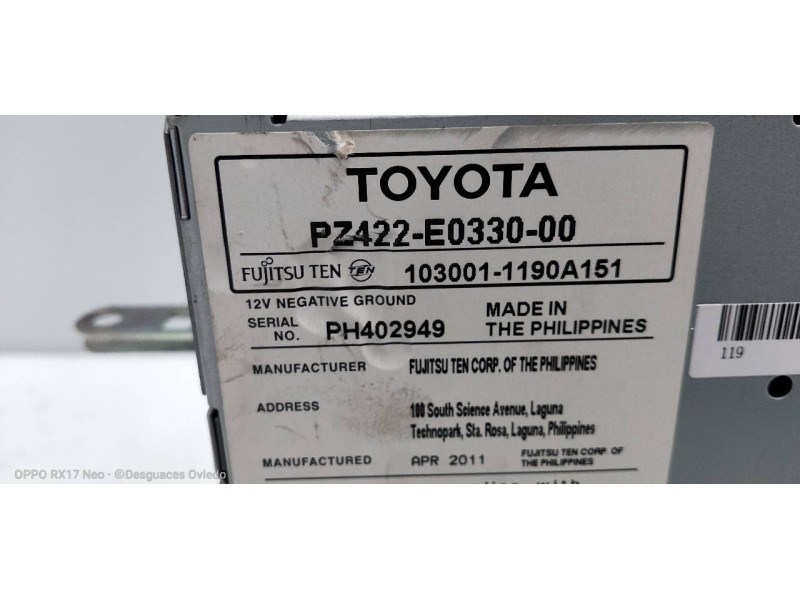 TOYOTA
PZ422-E0330-00
FUJITSU TEN TEN 103001-1190A151
12V NEGATIVE GROUND
SERIAL NO. PH402949
MADE IN
THE PHILIPPINES
MANUFACTURER FUJITSU TEN CORP. OF THE PHILIPPINES
ADDRESS 100 South Science Avenue, Laguna
Technopark, Sta. Rosa, Laguna, Philippines
MANUFACTURED APR 2011 FUJITSU TEN CORP. OF
THE PHILIPPINES
119
OPPO RX17 Neo · ©Desguaces Oviedo